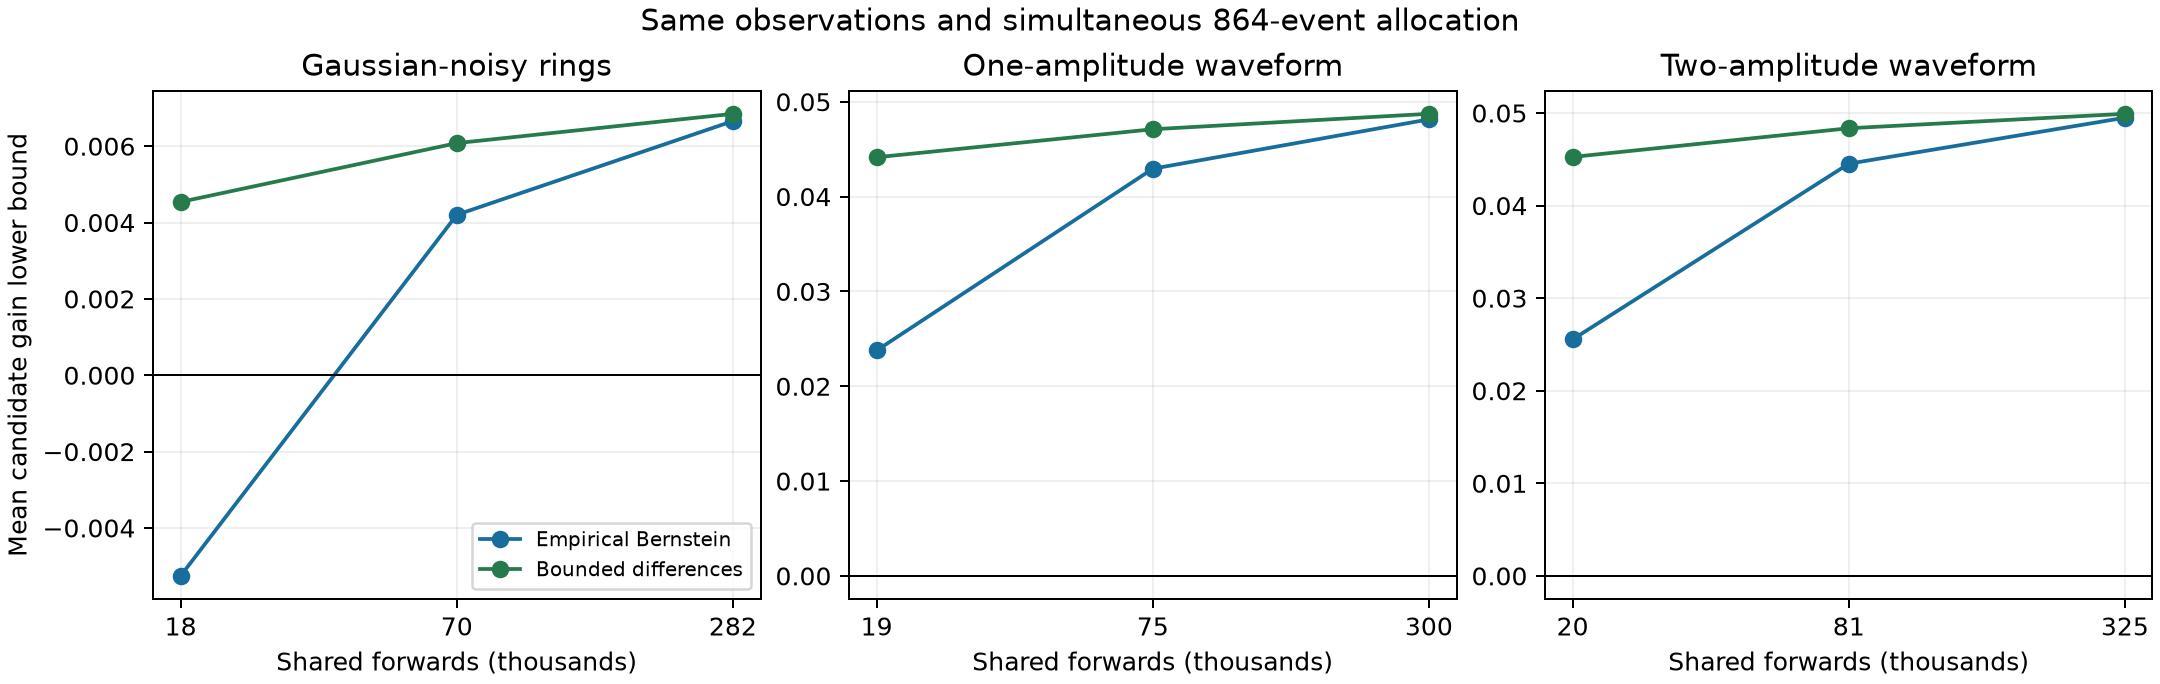 Same observations and simultaneous 864-event allocation
Gaussian-noisy rings
Mean candidate gain lower bound
0.006
0.004
0.002
0.000
−0.002
−0.004
Empirical Bernstein
Bounded differences
18 70 282
Shared forwards (thousands)
One-amplitude waveform
0.05
0.04
0.03
0.02
0.01
0.00
19 75 300
Shared forwards (thousands)
Two-amplitude waveform
0.05
0.04
0.03
0.02
0.01
0.00
20 81 325
Shared forwards (thousands)